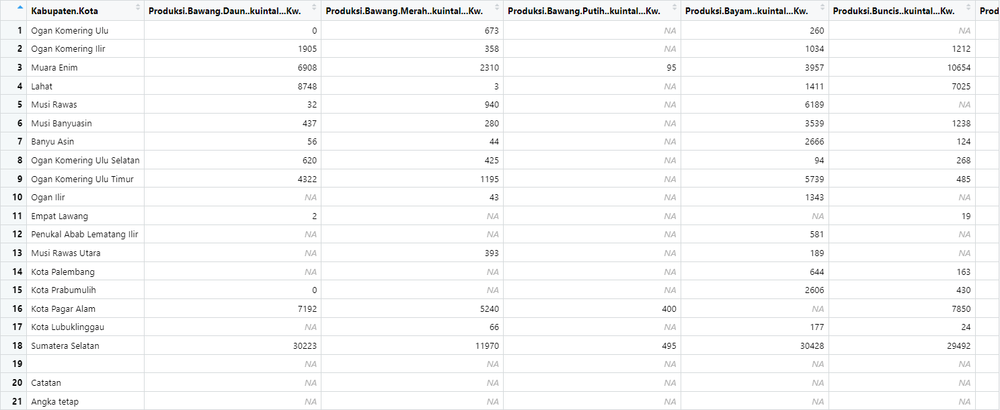 Kabupaten.Kota Produksi.Bawang.Daun..kuintal...Kw. Produksi.Bawang.Merah..kuintal...Kw. Produksi.Bawang.Putih..kuintal...Kw. Produksi.Bayam..kuintal...Kw. Produksi.Buncis..kuintal...Kw. Prod
1 Ogan Komering Ulu 0 673 NA 260 NA
2 Ogan Komering Ilir 1905 358 NA 1034 1212
3 Muara Enim 6908 2310 95 3957 10654
4 Lahat 8748 3 NA 1411 7025
5 Musi Rawas 32 940 NA 6189 NA
6 Musi Banyuasin 437 280 NA 3539 1238
7 Banyu Asin 56 44 NA 2666 124
8 Ogan Komering Ulu Selatan 620 425 NA 94 268
9 Ogan Komering Ulu Timur 4322 1195 NA 5739 485
10 Ogan Ilir NA 43 NA 1343 NA
11 Empat Lawang 2 NA NA NA 19
12 Penukal Abab Lematang Ilir NA NA NA 581 NA
13 Musi Rawas Utara NA 393 NA 189 NA
14 Kota Palembang NA NA NA 644 163
15 Kota Prabumulih 0 NA NA 2606 430
16 Kota Pagar Alam 7192 5240 400 NA 7850
17 Kota Lubuklinggau NA 66 NA 177 24
18 Sumatera Selatan 30223 11970 495 30428 29492
19 NA NA NA NA NA
20 Catatan NA NA NA NA NA
21 Angka tetap NA NA NA NA NA